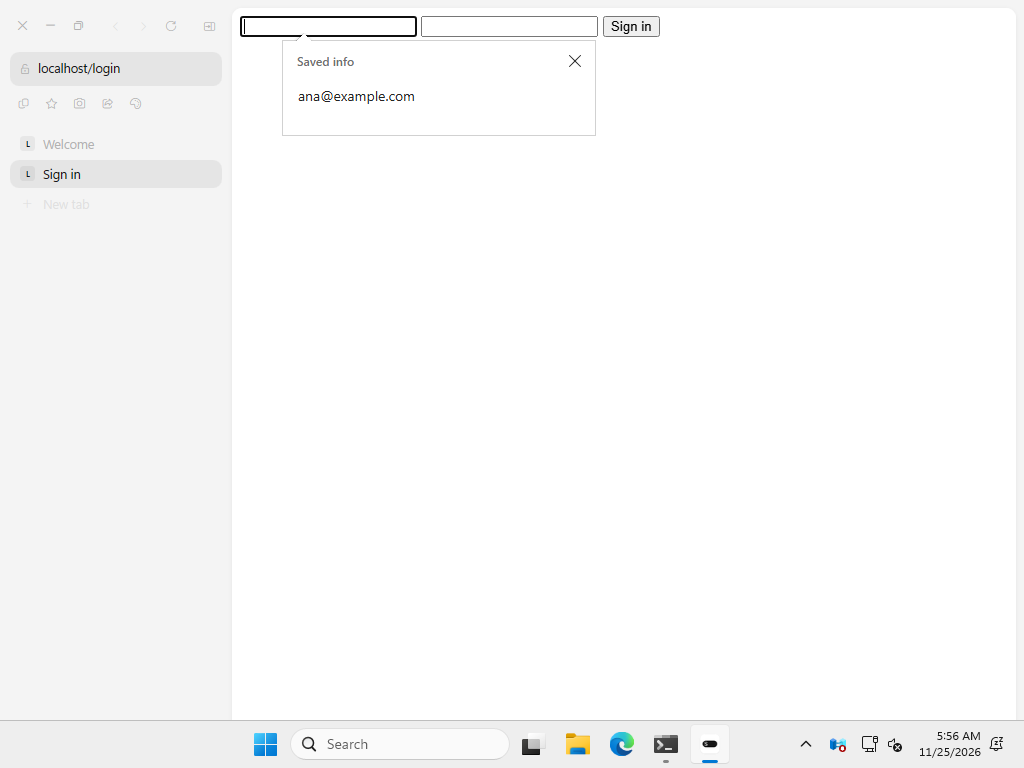 localhost/login
L Welcome
L Sign in
New tab
Sign in
Saved info
ana@example.com
Search
5:56 AM
11/25/2026